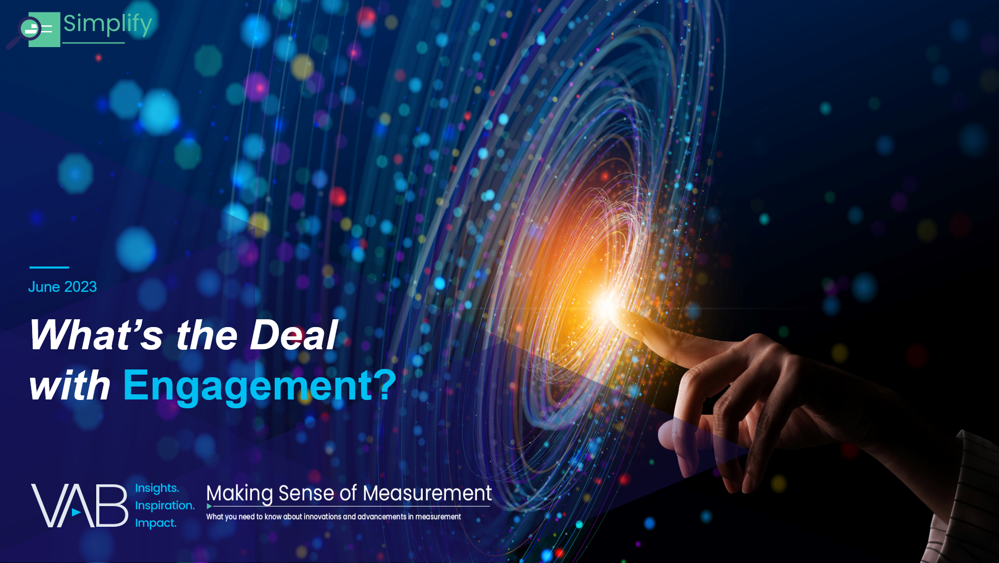 Simplify
June 2023
What's the Deal
with Engagement?
VAB
Insights.
Inspiration.
Impact.
Making Sense of Measurement
What you need to know about innovations and advancements in measurement